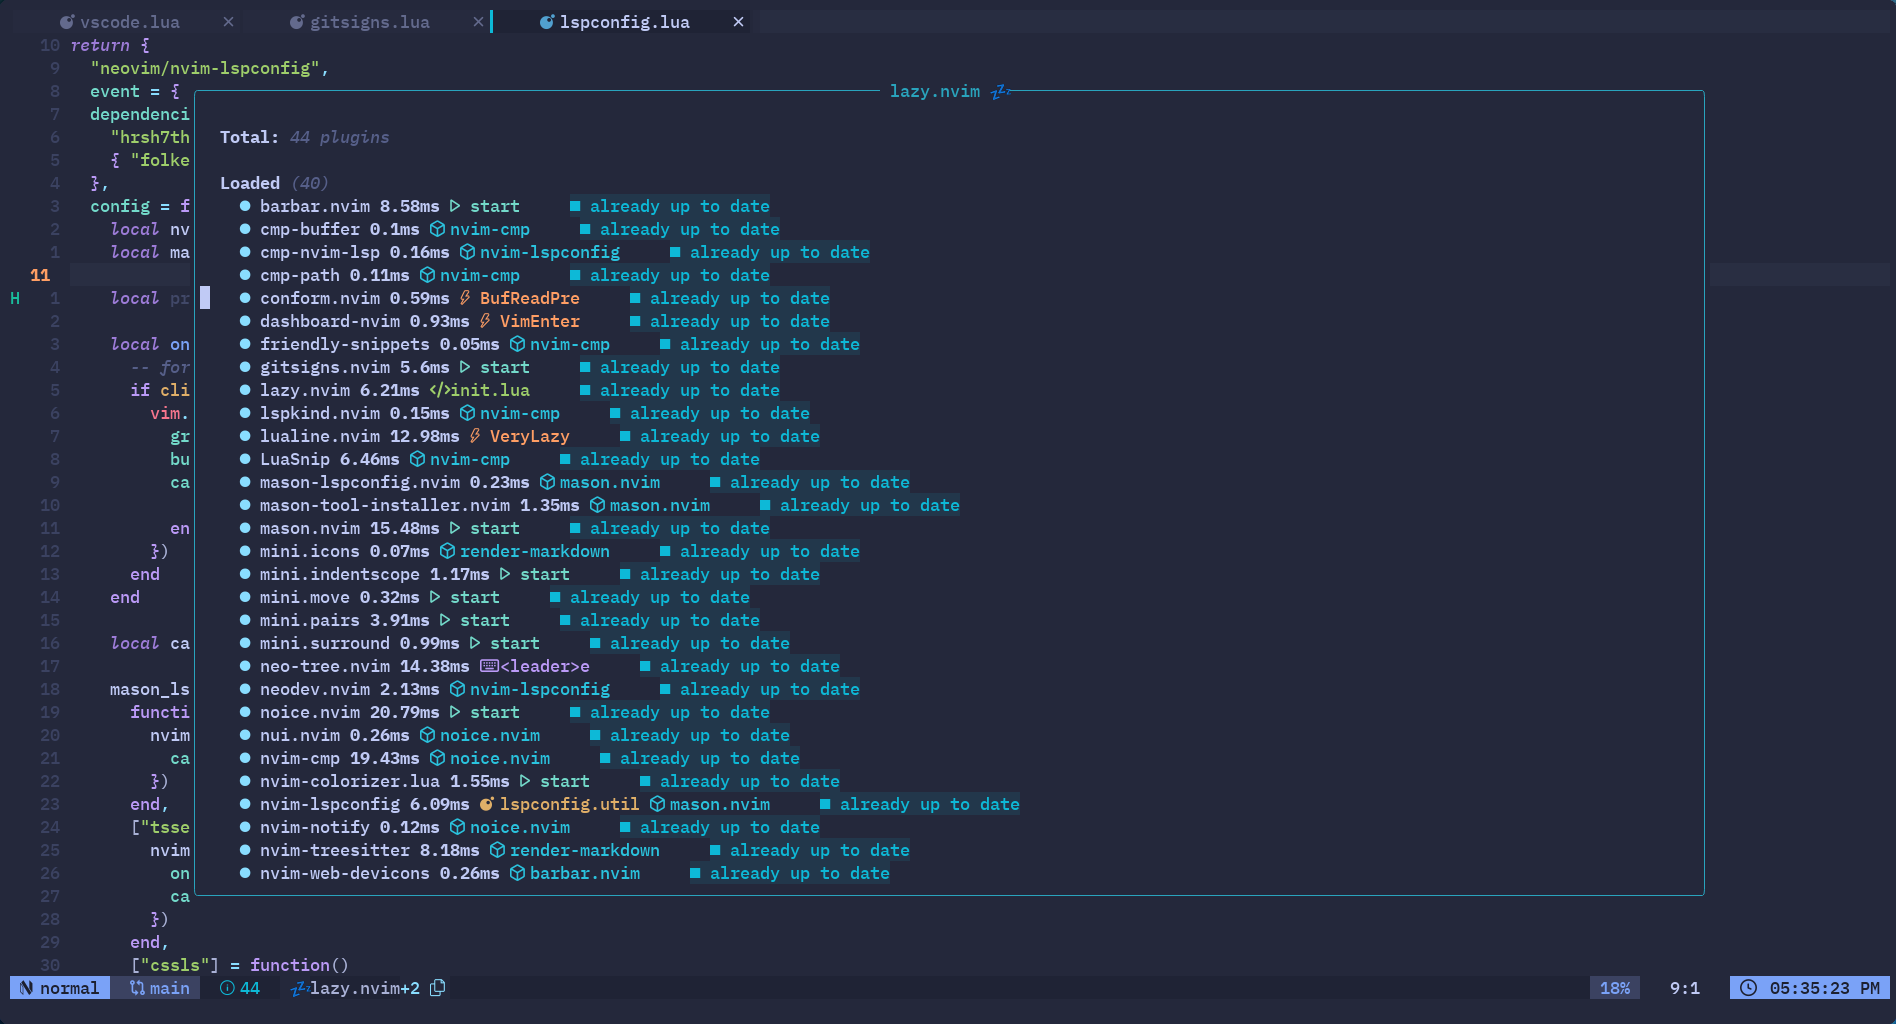 vscode.lua × gitsigns.lua × lspconfig.lua ×
10 return {
9 "neovim/nvim-lspconfig",
8 event = {
lazy.nvim 💤
7 dependenci
6 "hrsh7th
Total: 44 plugins
5 { "folke
4 },
Loaded (40)
3 config = f
● barbar.nvim 8.58ms ▷ start ■ already up to date
2 local nv
● cmp-buffer 0.1ms nvim-cmp ■ already up to date
1 local ma
● cmp-nvim-lsp 0.16ms nvim-lspconfig ■ already up to date
11
● cmp-path 0.11ms nvim-cmp ■ already up to date
H 1 local pr
● conform.nvim 0.59ms BufReadPre ■ already up to date
2
● dashboard-nvim 0.93ms VimEnter ■ already up to date
3 local on
● friendly-snippets 0.05ms nvim-cmp ■ already up to date
4 -- for
● gitsigns.nvim 5.6ms ▷ start ■ already up to date
5 if cli
● lazy.nvim 6.21ms </>init.lua ■ already up to date
6 vim.
● lspkind.nvim 0.15ms nvim-cmp ■ already up to date
7 gr
● lualine.nvim 12.98ms VeryLazy ■ already up to date
8 bu
● LuaSnip 6.46ms nvim-cmp ■ already up to date
9 ca
● mason-lspconfig.nvim 0.23ms mason.nvim ■ already up to date
10
● mason-tool-installer.nvim 1.35ms mason.nvim ■ already up to date
11 en
● mason.nvim 15.48ms ▷ start ■ already up to date
12 })
● mini.icons 0.07ms render-markdown ■ already up to date
13 end
● mini.indentscope 1.17ms ▷ start ■ already up to date
14 end
● mini.move 0.32ms ▷ start ■ already up to date
15
● mini.pairs 3.91ms ▷ start ■ already up to date
16 local ca
● mini.surround 0.99ms ▷ start ■ already up to date
17
● neo-tree.nvim 14.38ms <leader>e ■ already up to date
18 mason_ls
● neodev.nvim 2.13ms nvim-lspconfig ■ already up to date
19 functi
● noice.nvim 20.79ms ▷ start ■ already up to date
20 nvim
● nui.nvim 0.26ms noice.nvim ■ already up to date
21 ca
● nvim-cmp 19.43ms noice.nvim ■ already up to date
22 })
● nvim-colorizer.lua 1.55ms ▷ start ■ already up to date
23 end,
● nvim-lspconfig 6.09ms lspconfig.util mason.nvim ■ already up to date
24 ["tsse
● nvim-notify 0.12ms noice.nvim ■ already up to date
25 nvim
● nvim-treesitter 8.18ms render-markdown ■ already up to date
26 on
● nvim-web-devicons 0.26ms barbar.nvim ■ already up to date
27 ca
28 })
29 end,
30 ["cssls"] = function()
normal main 44 💤lazy.nvim+2 18% 9:1 05:35:23 PM